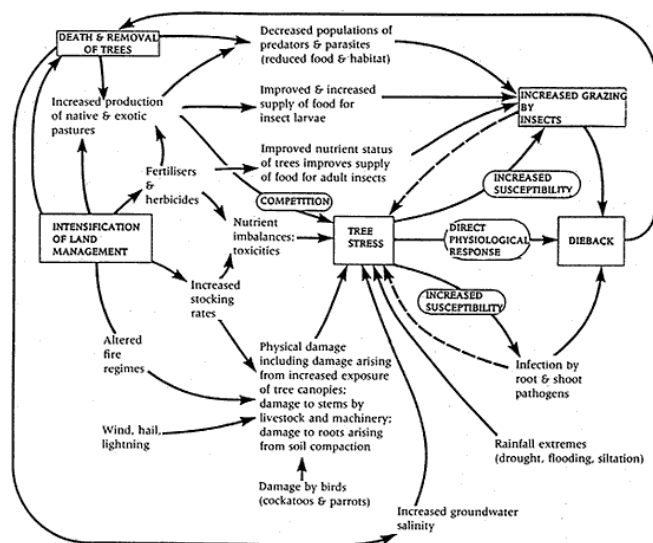 DEATH & REMOVAL
OF TREES
Decreased populations of
predators & parasites
(reduced food & habitat)
Increased production
of native & exotic
pastures
Improved & increased
supply of food for
insect larvae
INCREASED GRAZING
BY
INSECTS
Improved nutrient status
of trees improves supply
of food for adult insects
Fertilisers
&
herbicides
COMPETITION
INCREASED
SUSCEPTIBILITY
INTENSIFICATION
OF LAND
MANAGEMENT
Nutrient
imbalances:
toxicities
TREE
STRESS
DIRECT
PHYSIOLOGICAL
RESPONSE
DIEBACK
Increased
stocking
rates
INCREASED
SUSCEPTIBILITY
Altered
fire
regimes
Physical damage
including damage arising
from increased exposure
of tree canopies;
damage to stems by
livestock and machinery;
damage to roots arising
from soil compaction
Infection by
root & shoot
pathogens
Wind, hail,
lightning
Rainfall extremes
(drought, flooding, siltation)
Damage by birds
(cockatoos & parrots)
Increased groundwater
salinity